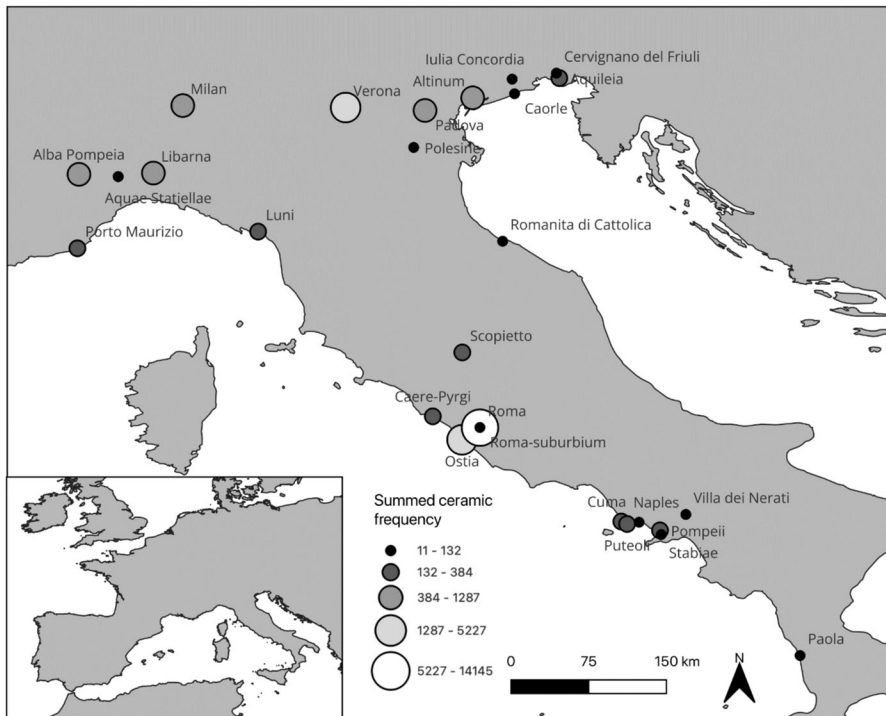 Iulia Concordia
Cervignano del Friuli
Milan
Verona
Altinum
Aquileia
Padova
Caorle
Alba Pompeia
Libarna
Polesine
Aquae Statiellae
Porto Maurizio
Luni
Romanita di Cattolica
Scopietto
Caere-Pyrgi
Roma
Roma-suburbium
Ostia
Summed ceramic
frequency
11 - 132
132 - 384
384 - 1287
1287 - 5227
5227 - 14145
Cuma
Naples
Villa dei Nerati
Puteoli
Pompeii
Stabiae
Paola
0
75
150 km
N